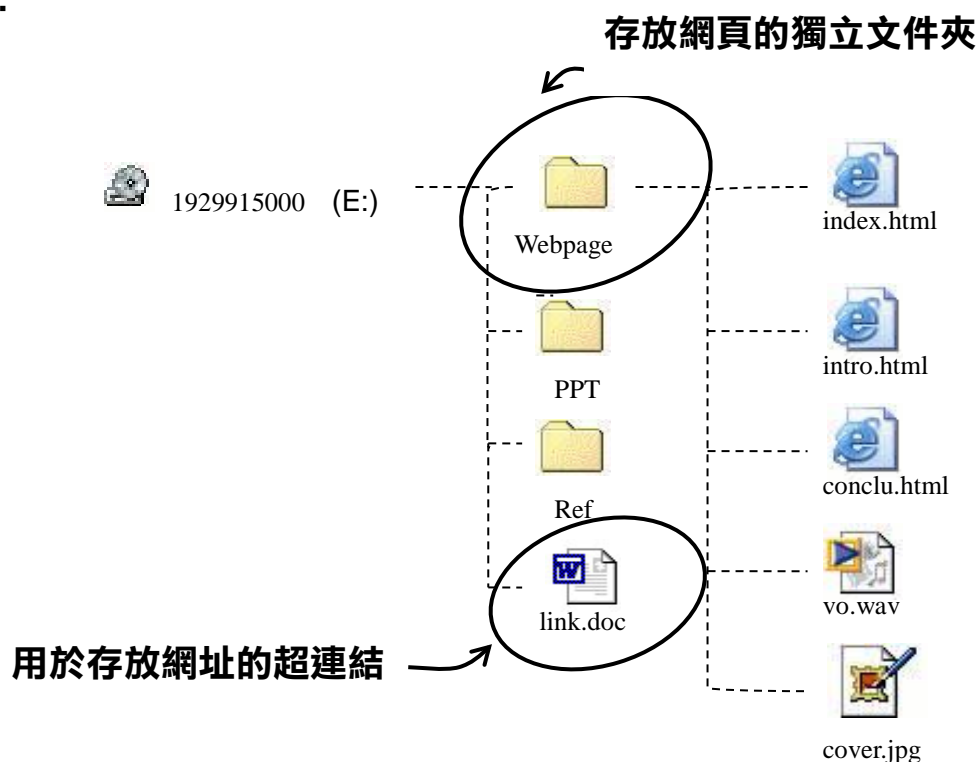 存放網頁的獨立文件夾
1929915000 (E:)
Webpage
index.html
PPT
intro.html
Ref
conclu.html
link.doc
vo.wav
用於存放網址的超連結
cover.jpg